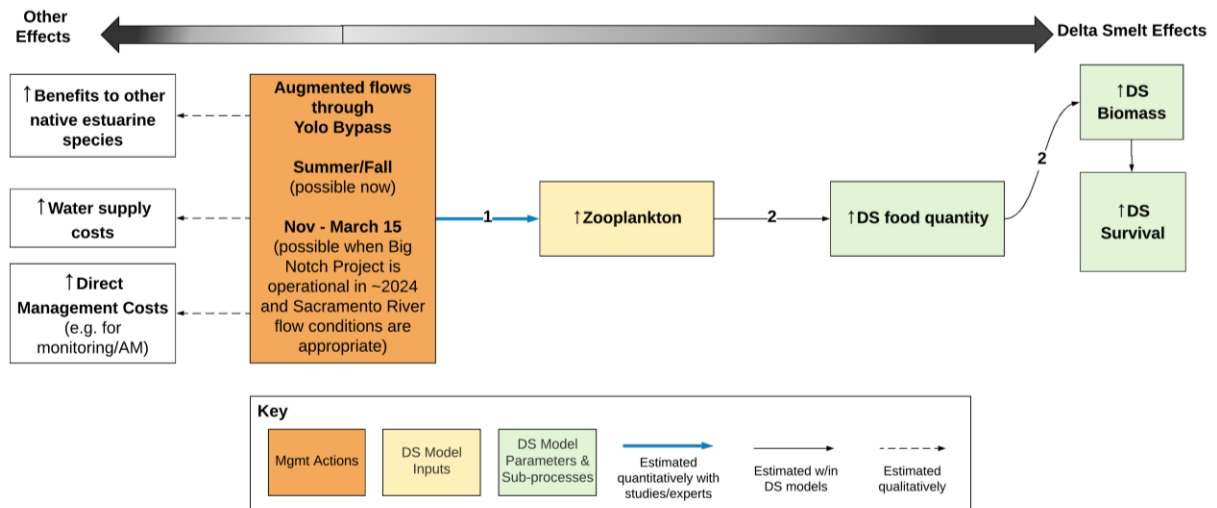 Other
Effects
Delta Smelt Effects
↑Benefits to other
native estuarine
species
↑Water supply
costs
↑Direct
Management Costs
(e.g. for
monitoring/AM)
Augmented flows
through
Yolo Bypass
Summer/Fall
(possible now)
Nov - March 15
(possible when Big
Notch Project is
operational in ~2024
and Sacramento River
flow conditions are
appropriate)
1
↑Zooplankton
2
↑DS food quantity
2
↑DS
Biomass
↑DS
Survival
Key
Mgmt Actions
DS Model
Inputs
DS Model
Parameters &
Sub-processes
Estimated
quantitatively with
studies/experts
Estimated w/in
DS models
Estimated
qualitatively